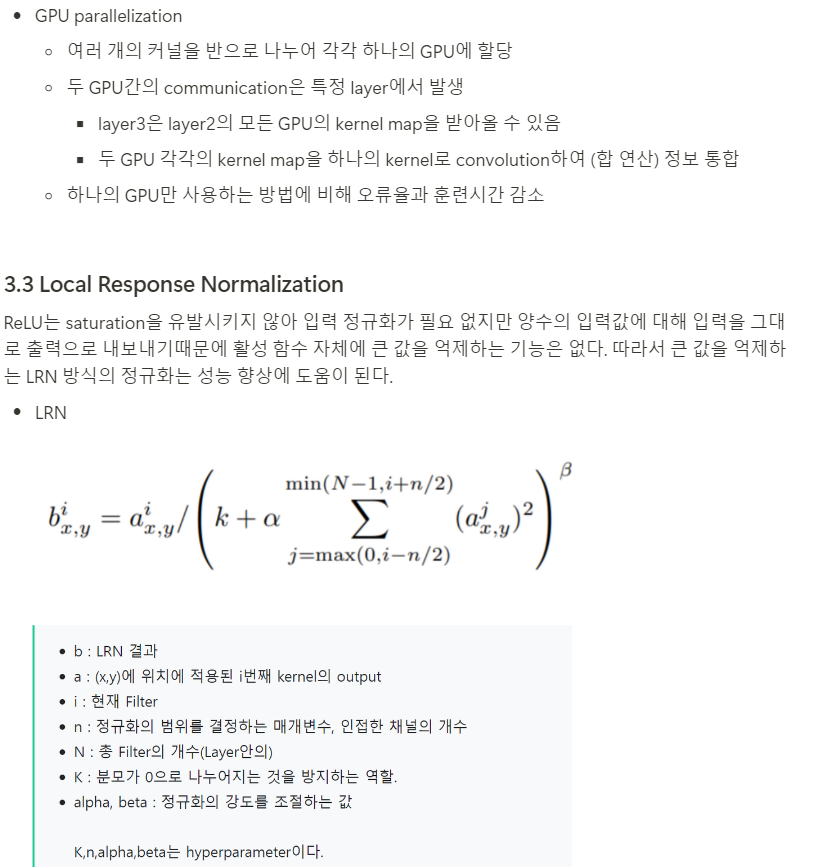 GPU parallelization
여러 개의 커널을 반으로 나누어 각각 하나의 GPU에 할당
두 GPU간의 communication은 특정 layer에서 발생
layer3은 layer2의 모든 GPU의 kernel map을 받아올 수 있음
두 GPU 각각의 kernel map을 하나의 kernel로 convolution하여 (합 연산) 정보 통합
하나의 GPU만 사용하는 방법에 비해 오류율과 훈련시간 감소
3.3 Local Response Normalization
ReLU는 saturation을 유발시키지 않아 입력 정규화가 필요 없지만 양수의 입력값에 대해 입력을 그대
로 출력으로 내보내기때문에 활성 함수 자체에 큰 값을 억제하는 기능은 없다. 따라서 큰 값을 억제하
는 LRN 방식의 정규화는 성능 향상에 도움이 된다.
LRN
b^i_{x,y} = a^i_{x,y} / ( k + α ∑_{j=max(0,i−n/2)}^{min(N−1,i+n/2)} (a^j_{x,y})^2 )^β
b : LRN 결과
a : (x,y)에 위치에 적용된 i번째 kernel의 output
i : 현재 Filter
n : 정규화의 범위를 결정하는 매개변수, 인접한 채널의 개수
N : 총 Filter의 개수(Layer안의)
K : 분모가 0으로 나누어지는 것을 방지하는 역할.
alpha, beta : 정규화의 강도를 조절하는 값
K,n,alpha,beta는 hyperparameter이다.